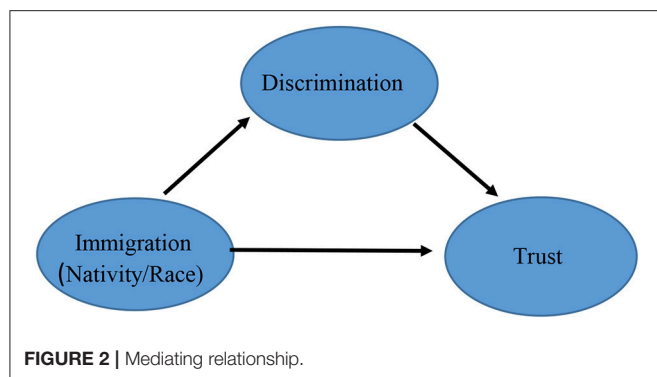 Discrimination
Immigration
(Nativity/Race)
Trust
FIGURE 2 | Mediating relationship.